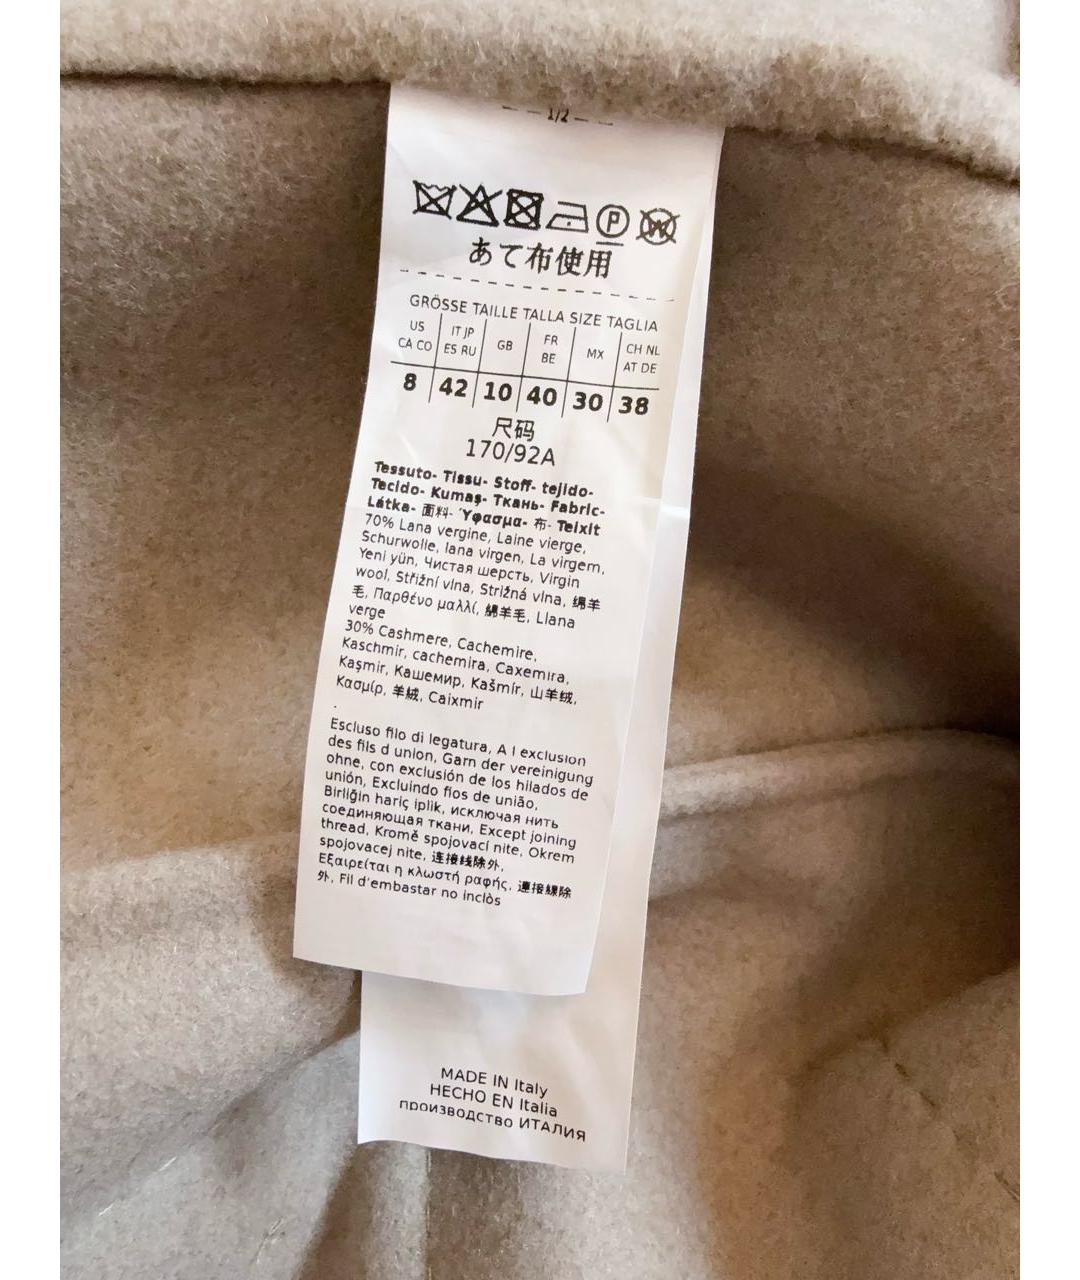 1/2
P W
あて布使用
GRÖSSE TAILLE TALLA SIZE TAGLIA
US CA CO | IT JP ES RU | GB | FR BE | MX | CH NL AT DE
8 | 42 | 10 | 40 | 30 | 38
尺码
170/92A
Tessuto- Tissu- Stoff- tejido-
Tecido- Kumaş- Ткань- Fabric-
Látka- 面料- Ύφασμα- 布- Teixit
70% Lana vergine, Laine vierge,
Schurwolle, lana virgen, La virgem,
Yeni yün, Чистая шерсть, Virgin
wool, Střižní vlna, Strižná vlna, 绵羊
毛, Παρθένο μαλλί, 綿羊毛, Llana
verge
30% Cashmere, Cachemire,
Kaschmir, cachemira, Caxemira,
Kaşmir, Кашемир, Kašmír, 山羊绒,
Κασμίρ, 羊絨, Caixmir
.
Escluso filo di legatura, A l exclusion
des fils d union, Garn der vereinigung
ohne, con exclusión de los hilados de
unión, Excluindo fios de união,
Birliğin hariç iplik, исключая нить
соединяющая ткани, Except joining
thread, Kromě spojovací nite, Okrem
spojovacej nite, 连接线除外,
Εξαιρείται η κλωστή ραφής, 連接線除
外, Fil d'embastar no inclòs
MADE IN Italy
HECHO EN Italia
производство ИТАЛИЯ